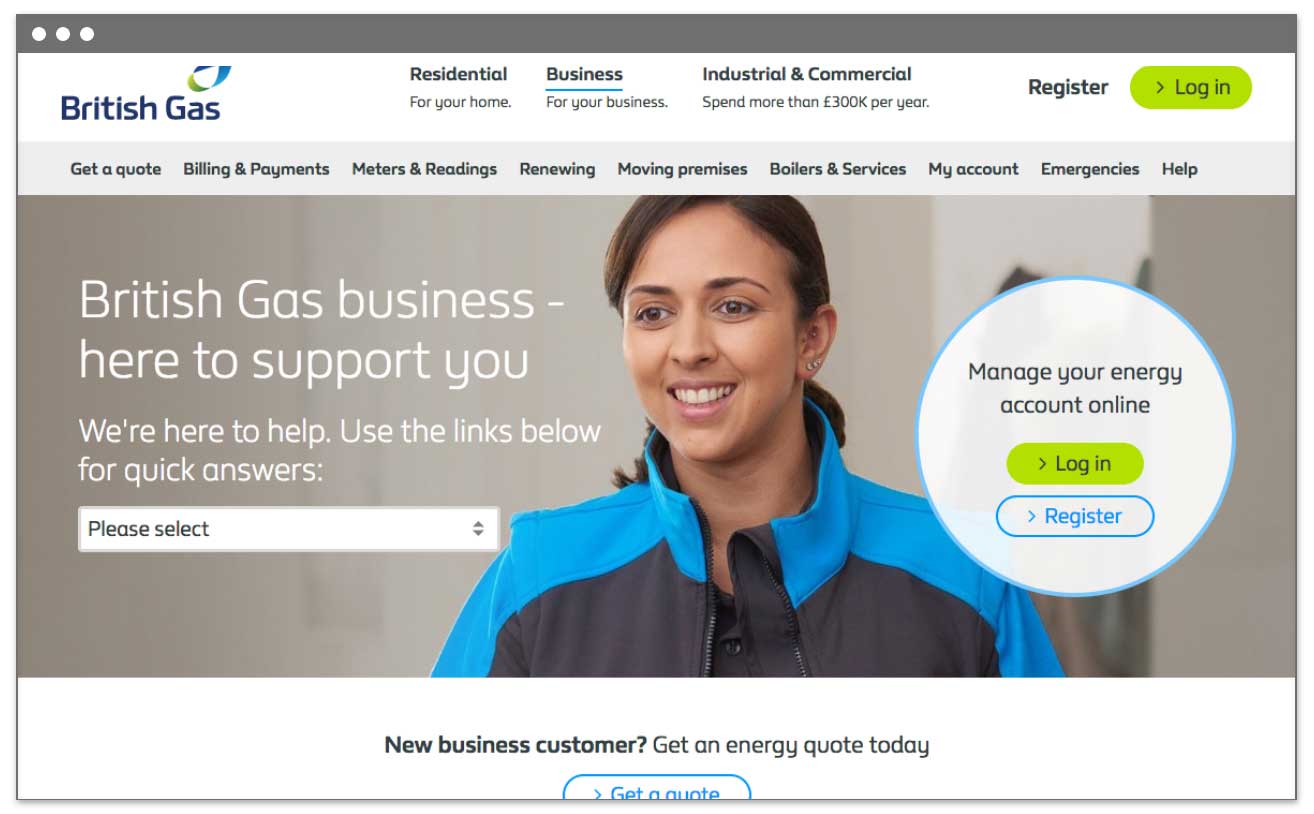 British Gas
Residential
For your home.
Business
For your business.
Industrial & Commercial
Spend more than £300K per year.
Register
Log in
Get a quote Billing & Payments Meters & Readings Renewing Moving premises Boilers & Services My account Emergencies Help
British Gas business -
here to support you
We're here to help. Use the links below
for quick answers:
Please select
Manage your energy
account online
Log in
Register
New business customer? Get an energy quote today
Get a quote